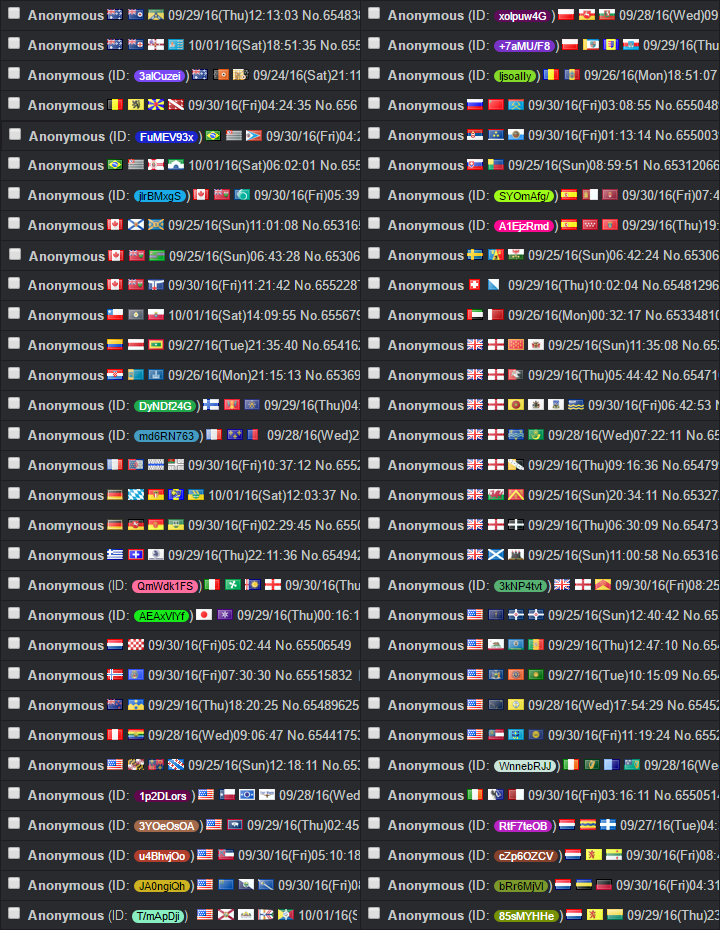 Anonymous 09/29/16(Thu)12:13:03 No.654838
Anonymous 10/01/16(Sat)18:51:35 No.655
Anonymous (ID: 3alCuzei) 09/24/16(Sat)21:11
Anonymous 09/30/16(Fri)04:24:35 No.656
Anonymous (ID: FuMEV93x) 09/30/16(Fri)04:2
Anonymous 10/01/16(Sat)06:02:01 No.655
Anonymous (ID: jlrBMxgS) 09/30/16(Fri)05:39
Anonymous 09/25/16(Sun)11:01:08 No.65316
Anonymous 09/25/16(Sun)06:43:28 No.65306
Anonymous 09/30/16(Fri)11:21:42 No.655228
Anonymous 10/01/16(Sat)14:09:55 No.655679
Anonymous 09/27/16(Tue)21:35:40 No.654162
Anonymous 09/26/16(Mon)21:15:13 No.65369
Anonymous (ID: DyNDf24G) 09/29/16(Thu)04:
Anonymous (ID: md6RN763) 09/28/16(Wed)2
Anonymous 09/30/16(Fri)10:37:12 No.6552
Anonymous 10/01/16(Sat)12:03:37 No.
Anomynous 09/30/16(Fri)02:29:45 No.6550
Anonymous 09/29/16(Thu)22:11:36 No.654942
Anonymous (ID: QmWdk1FS) 09/30/16(Thu
Anonymous (ID: AEAxVlYf) 09/29/16(Thu)00:16:1
Anonymous 09/30/16(Fri)05:02:44 No.65506549
Anonymous 09/30/16(Fri)07:30:30 No.65515832
Anonymous 09/29/16(Thu)18:20:25 No.65489625
Anonymous 09/28/16(Wed)09:06:47 No.65441753
Anonymous 09/25/16(Sun)12:18:11 No.653
Anonymous (ID: 1p2DLors) 09/28/16(Wed
Anonymous (ID: 3YOeOsOA) 09/29/16(Thu)02:45
Anonymous (ID: u4BhvjOo) 09/30/16(Fri)05:10:18
Anonymous (ID: JA0ngiOh) 09/30/16(Fri)0
Anonymous (ID: T/mApDji) 10/01/16(S
Anonymous (ID: xolpuw4G) 09/28/16(Wed)09
Anonymous (ID: +7aMU/F8) 09/29/16(Thu
Anonymous (ID: ljsoalIy) 09/26/16(Mon)18:51:07
Anonymous 09/30/16(Fri)03:08:55 No.655048
Anonymous 09/30/16(Fri)01:13:14 No.655003
Anonymous 09/25/16(Sun)08:59:51 No.65312066
Anonymous (ID: SYOmAfg/) 09/30/16(Fri)07:4
Anonymous (ID: A1EjzRmd) 09/29/16(Thu)19:
Anonymous 09/25/16(Sun)06:42:24 No.65306
Anonymous 09/29/16(Thu)10:02:04 No.65481296
Anonymous 09/26/16(Mon)00:32:17 No.65334810
Anonymous 09/25/16(Sun)11:35:08 No.65
Anonymous 09/29/16(Thu)05:44:42 No.65471
Anonymous 09/30/16(Fri)06:42:53 N
Anonymous 09/28/16(Wed)07:22:11 No.65
Anonymous 09/29/16(Thu)09:16:36 No.65479
Anonymous 09/25/16(Sun)20:34:11 No.65327
Anonymous 09/29/16(Thu)06:30:09 No.65473
Anonymous 09/25/16(Sun)11:00:58 No.65316
Anonymous (ID: 3kNP4tvt) 09/30/16(Fri)08:25
Anonymous 09/25/16(Sun)12:40:42 No.65
Anonymous 09/29/16(Thu)12:47:10 No.654
Anonymous 09/27/16(Tue)10:15:09 No.654
Anonymous 09/28/16(Wed)17:54:29 No.65452
Anonymous 09/30/16(Fri)11:19:24 No.6552
Anonymous (ID: WnnebRJJ) 09/28/16(We
Anonymous 09/30/16(Fri)03:16:11 No.6550514
Anonymous (ID: RtF7feOB) 09/27/16(Tue)04:
Anonymous (ID: cZp6OZCV) 09/30/16(Fri)08:4
Anonymous (ID: bRr6MjVl) 09/30/16(Fri)04:31
Anonymous (ID: 85sMYHHe) 09/29/16(Thu)23